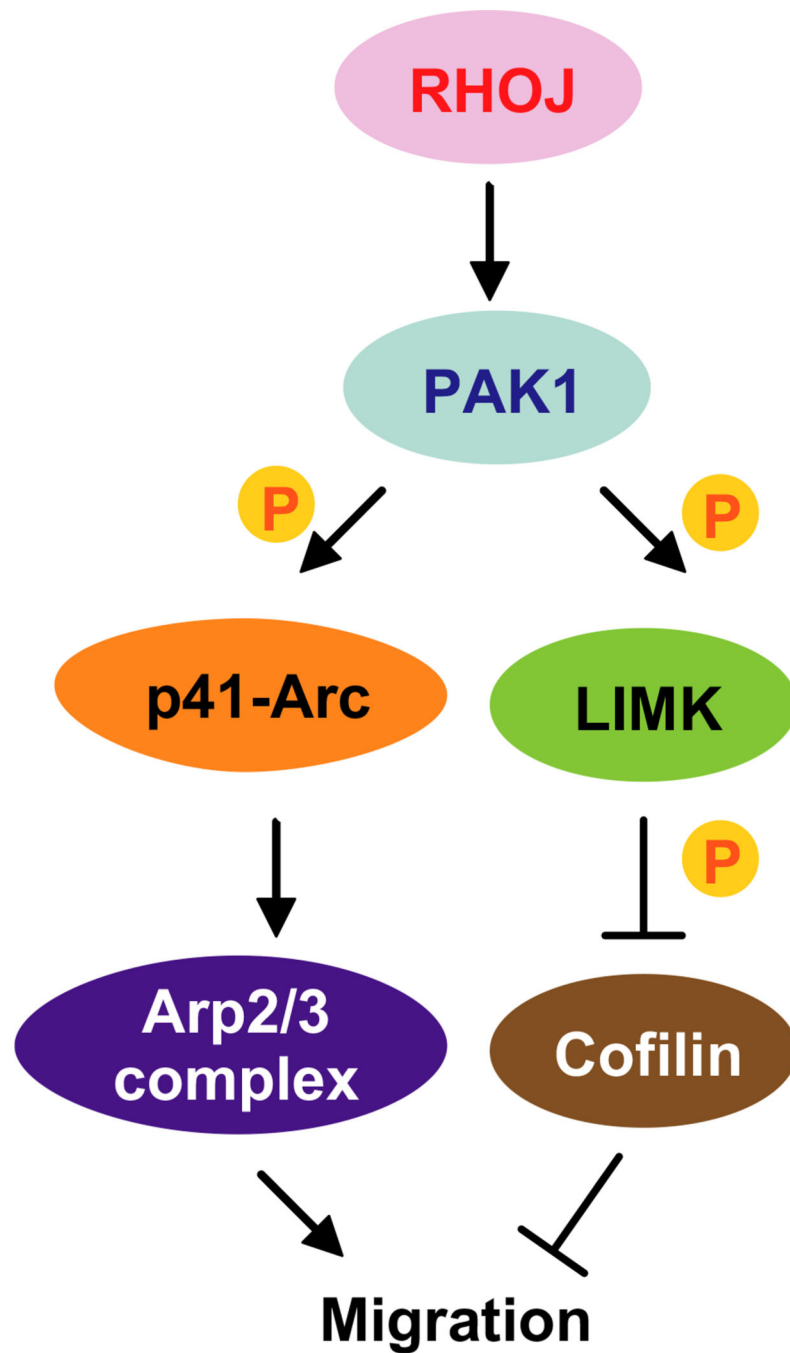 RHOJ
PAK1
P
P
p41-Arc
LIMK
P
Arp2/3
complex
Cofilin
Migration